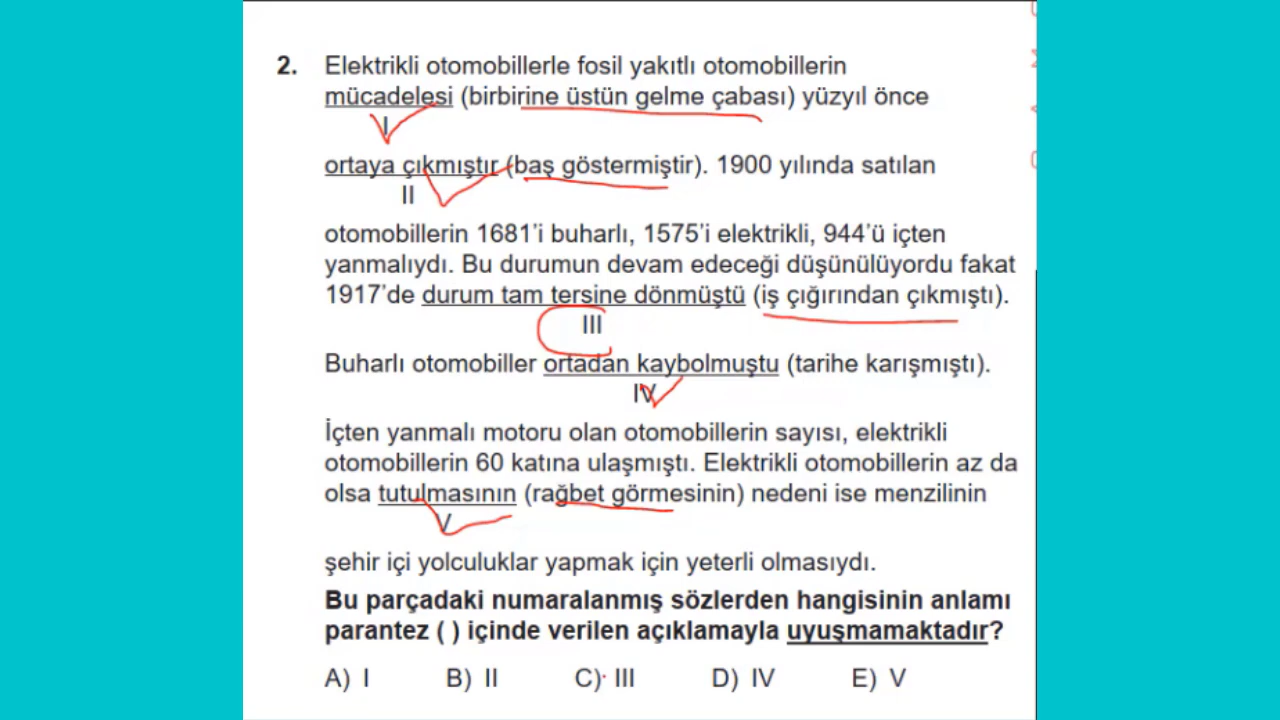 2. Elektrikli otomobillerle fosil yakıtlı otomobillerin
mücadelesi (birbirine üstün gelme çabası) yüzyıl önce
I
ortaya çıkmıştır (baş göstermiştir). 1900 yılında satılan
II
otomobillerin 1681’i buharlı, 1575’i elektrikli, 944’ü içten
yanmalıydı. Bu durumun devam edeceği düşünülüyordu fakat
1917’de durum tam tersine dönmüştü (iş çığırından çıkmıştı).
III
Buharlı otomobiller ortadan kaybolmuştu (tarihe karışmıştı).
IV
İçten yanmalı motoru olan otomobillerin sayısı, elektrikli
otomobillerin 60 katına ulaşmıştı. Elektrikli otomobillerin az da
olsa tutulmasının (rağbet görmesinin) nedeni ise menzilinin
V
şehir içi yolculuklar yapmak için yeterli olmasıydı.
Bu parçadaki numaralanmış sözlerden hangisinin anlamı
parantez ( ) içinde verilen açıklamayla uyuşmamaktadır?
A) I B) II C) III D) IV E) V